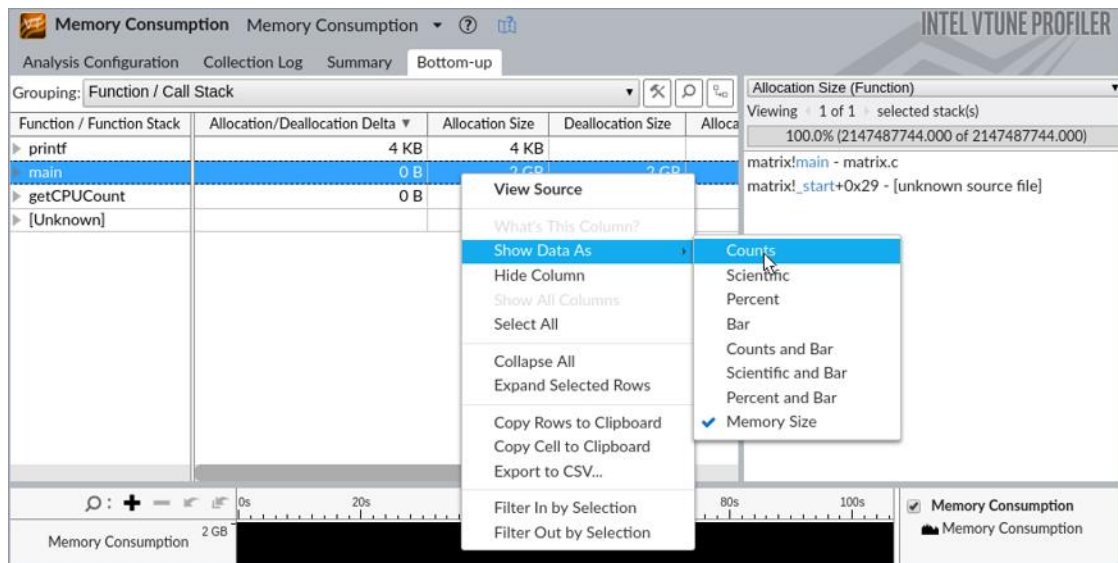 Memory Consumption Memory Consumption
INTEL VTUNE PROFILER
Analysis Configuration Collection Log Summary Bottom-up
Grouping: Function / Call Stack
Function / Function Stack Allocation/Deallocation Delta Allocation Size Deallocation Size Alloca
printf 4 KB 4 KB
main 0 B 2 GB 2 GB
getCPUCount 0 B
[Unknown]
Allocation Size (Function)
Viewing 1 of 1 selected stack(s)
100.0% (2147487744.000 of 2147487744.000)
matrix!main - matrix.c
matrix!_start+0x29 - [unknown source file]
View Source
What's This Column?
Show Data As
Hide Column
Show All Columns
Select All
Collapse All
Expand Selected Rows
Copy Rows to Clipboard
Copy Cell to Clipboard
Export to CSV...
Filter In by Selection
Filter Out by Selection
Counts
Scientific
Percent
Bar
Counts and Bar
Scientific and Bar
Percent and Bar
Memory Size
0s 20s 80s 100s
Memory Consumption 2 GB
Memory Consumption
Memory Consumption